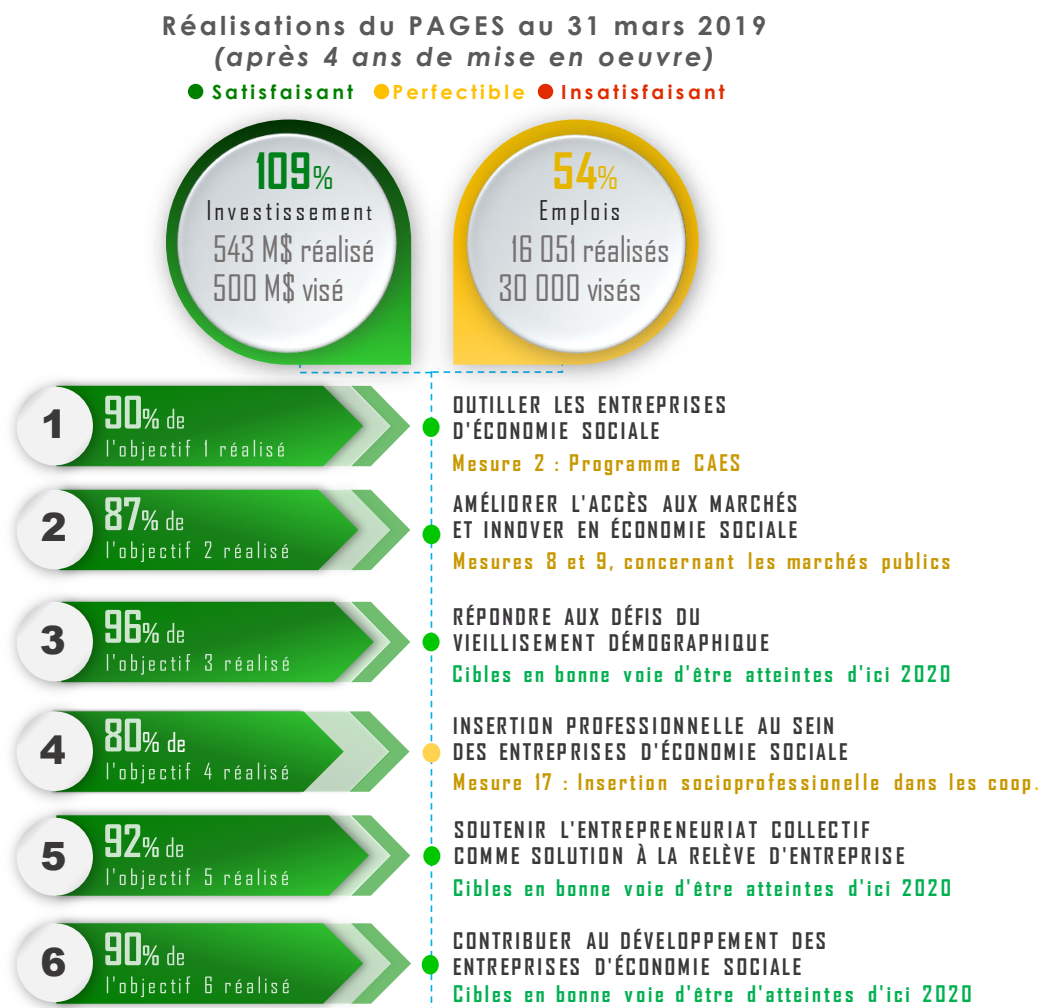 Réalisations du PAGES au 31 mars 2019
(après 4 ans de mise en oeuvre)
Satisfaisant Perfectible Insatisfaisant
109%
Investissement
543 M$ réalisé
500 M$ visé
54%
Emplois
16 051 réalisés
30 000 visés
1
90% de
l'objectif 1 réalisé
OUTILLER LES ENTREPRISES
D'ÉCONOMIE SOCIALE
Mesure 2 : Programme CAES
2
87% de
l'objectif 2 réalisé
AMÉLIORER L'ACCÈS AUX MARCHÉS
ET INNOVER EN ÉCONOMIE SOCIALE
Mesures 8 et 9, concernant les marchés publics
3
96% de
l'objectif 3 réalisé
RÉPONDRE AUX DÉFIS DU
VIEILLISEMENT DÉMOGRAPHIQUE
Cibles en bonne voie d'être atteintes d'ici 2020
4
80% de
l'objectif 4 réalisé
INSERTION PROFESSIONNELLE AU SEIN
DES ENTREPRISES D'ÉCONOMIE SOCIALE
Mesure 17 : Insertion socioprofessionelle dans les coop.
5
92% de
l'objectif 5 réalisé
SOUTENIR L'ENTREPRENEURIAT COLLECTIF
COMME SOLUTION À LA RELÈVE D'ENTREPRISE
Cibles en bonne voie d'être atteintes d'ici 2020
6
90% de
l'objectif 6 réalisé
CONTRIBUER AU DÉVELOPPEMENT DES
ENTREPRISES D'ÉCONOMIE SOCIALE
Cibles en bonne voie d'être d'atteintes d'ici 2020